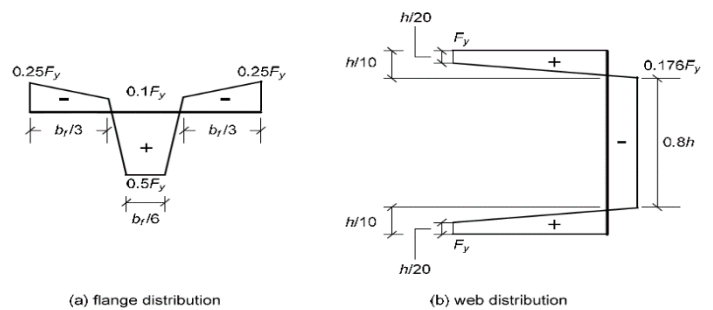 0.25Fy
0.25Fy
0.1Fy
-
-
bf/3
bf/3
+
0.5Fy
bf/6
(a) flange distribution
h/20
Fy
h/10
+
0.176Fy
-
0.8h
h/10
+
Fy
h/20
(b) web distribution